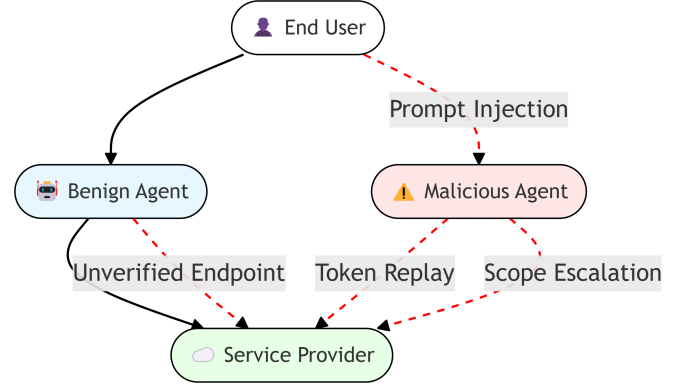 End User
Prompt Injection
Benign Agent
Malicious Agent
Unverified Endpoint
Token Replay
Scope Escalation
Service Provider